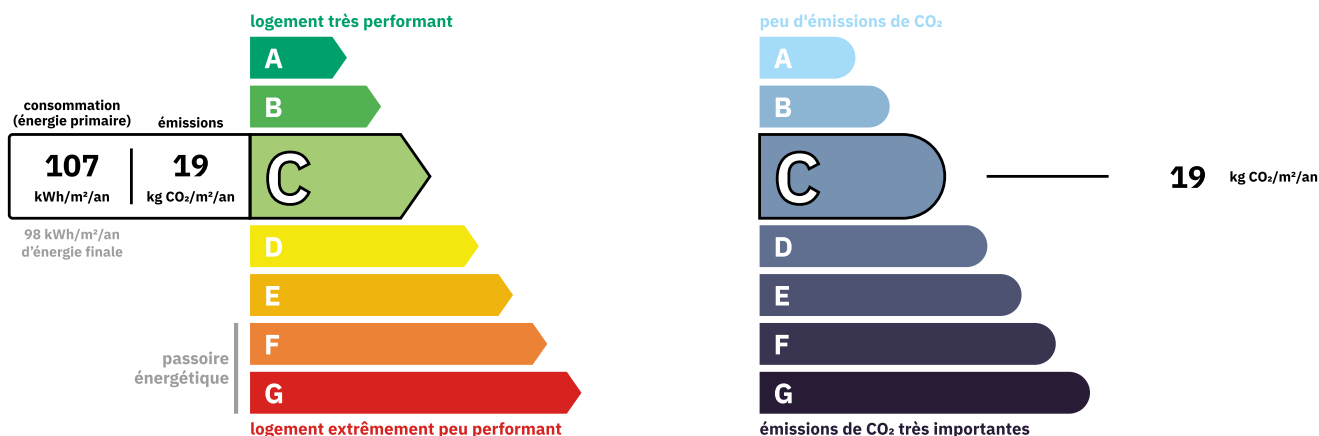 logement très performant
A
B
consommation
(énergie primaire)
émissions
107
kWh/m²/an
19
kg CO₂/m²/an
C
98 kWh/m²/an
d'énergie finale
D
E
F
passoire
énergétique
G
logement extrêmement peu performant
peu d'émissions de CO₂
A
B
C
19 kg CO₂/m²/an
D
E
F
G
émissions de CO₂ très importantes